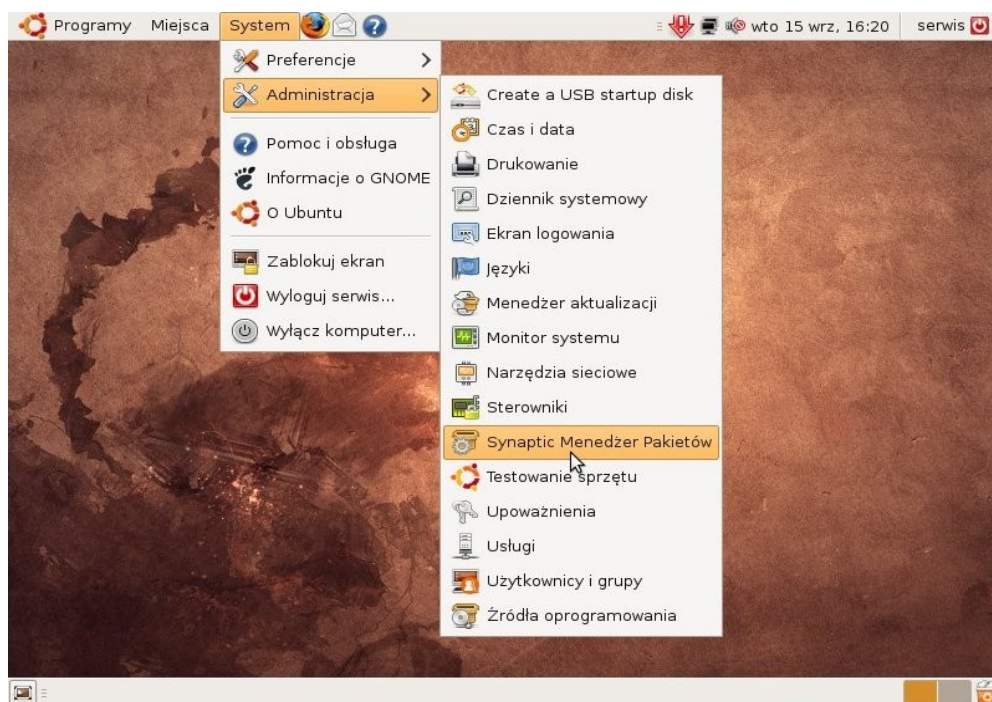 Programy Miejsca System wto 15 wrz, 16:20 serwis
Preferencje
Administracja
Pomoc i obsługa
Informacje o GNOME
O Ubuntu
Zablokuj ekran
Wyloguj serwis...
Wyłącz komputer...
Create a USB startup disk
Czas i data
Drukowanie
Dziennik systemowy
Ekran logowania
Języki
Menedżer aktualizacji
Monitor systemu
Narzędzia sieciowe
Sterowniki
Synaptic Menedżer Pakietów
Testowanie sprzętu
Upoważnienia
Usługi
Użytkownicy i grupy
Źródła oprogramowania